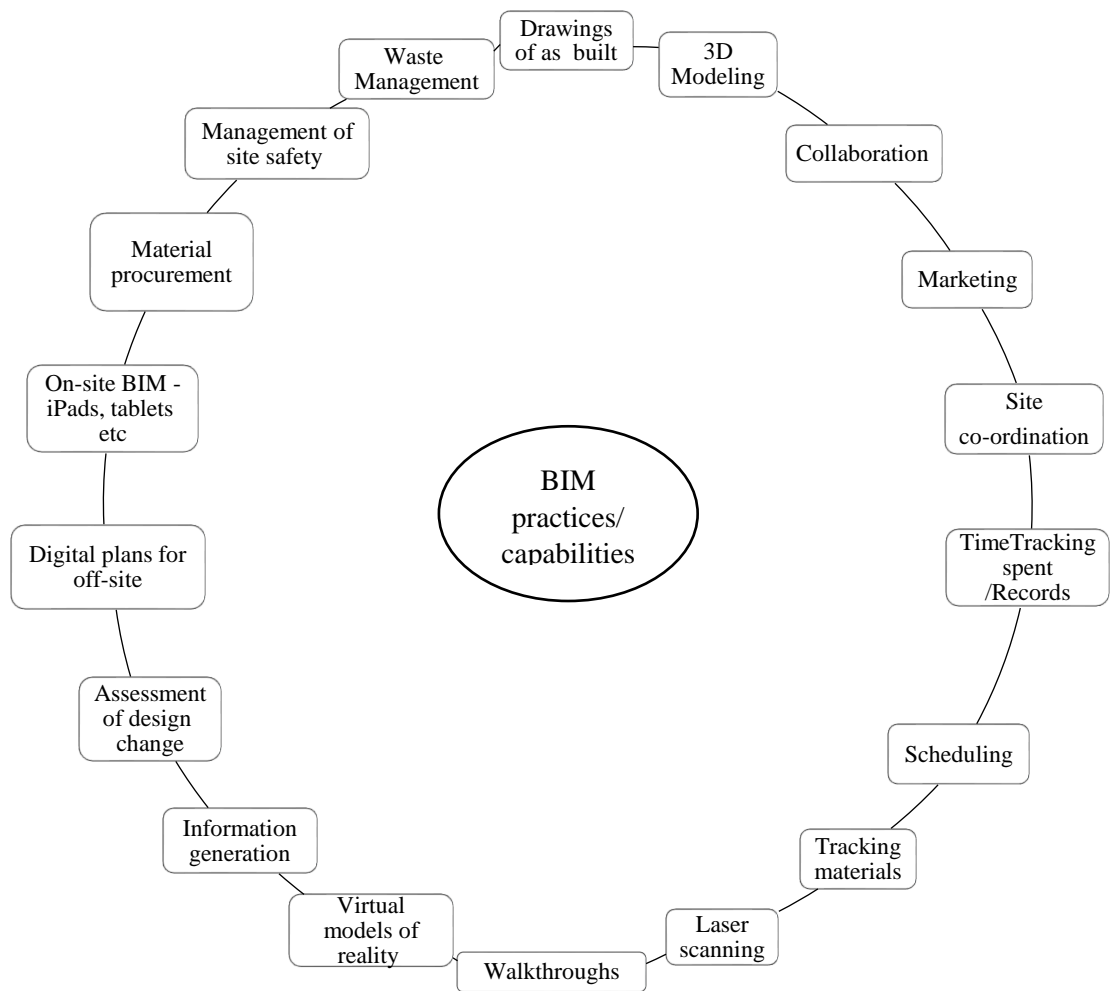 Drawings
of as built
3D
Modeling
Collaboration
Marketing
Site
co-ordination
TimeTracking
spent
/Records
Scheduling
Tracking
materials
Laser
scanning
Walkthroughs
Virtual
models of
reality
Information
generation
Assessment
of design
change
Digital plans for
off-site
On-site BIM -
iPads, tablets
etc
Material
procurement
Management of
site safety
Waste
Management
BIM
practices/
capabilities